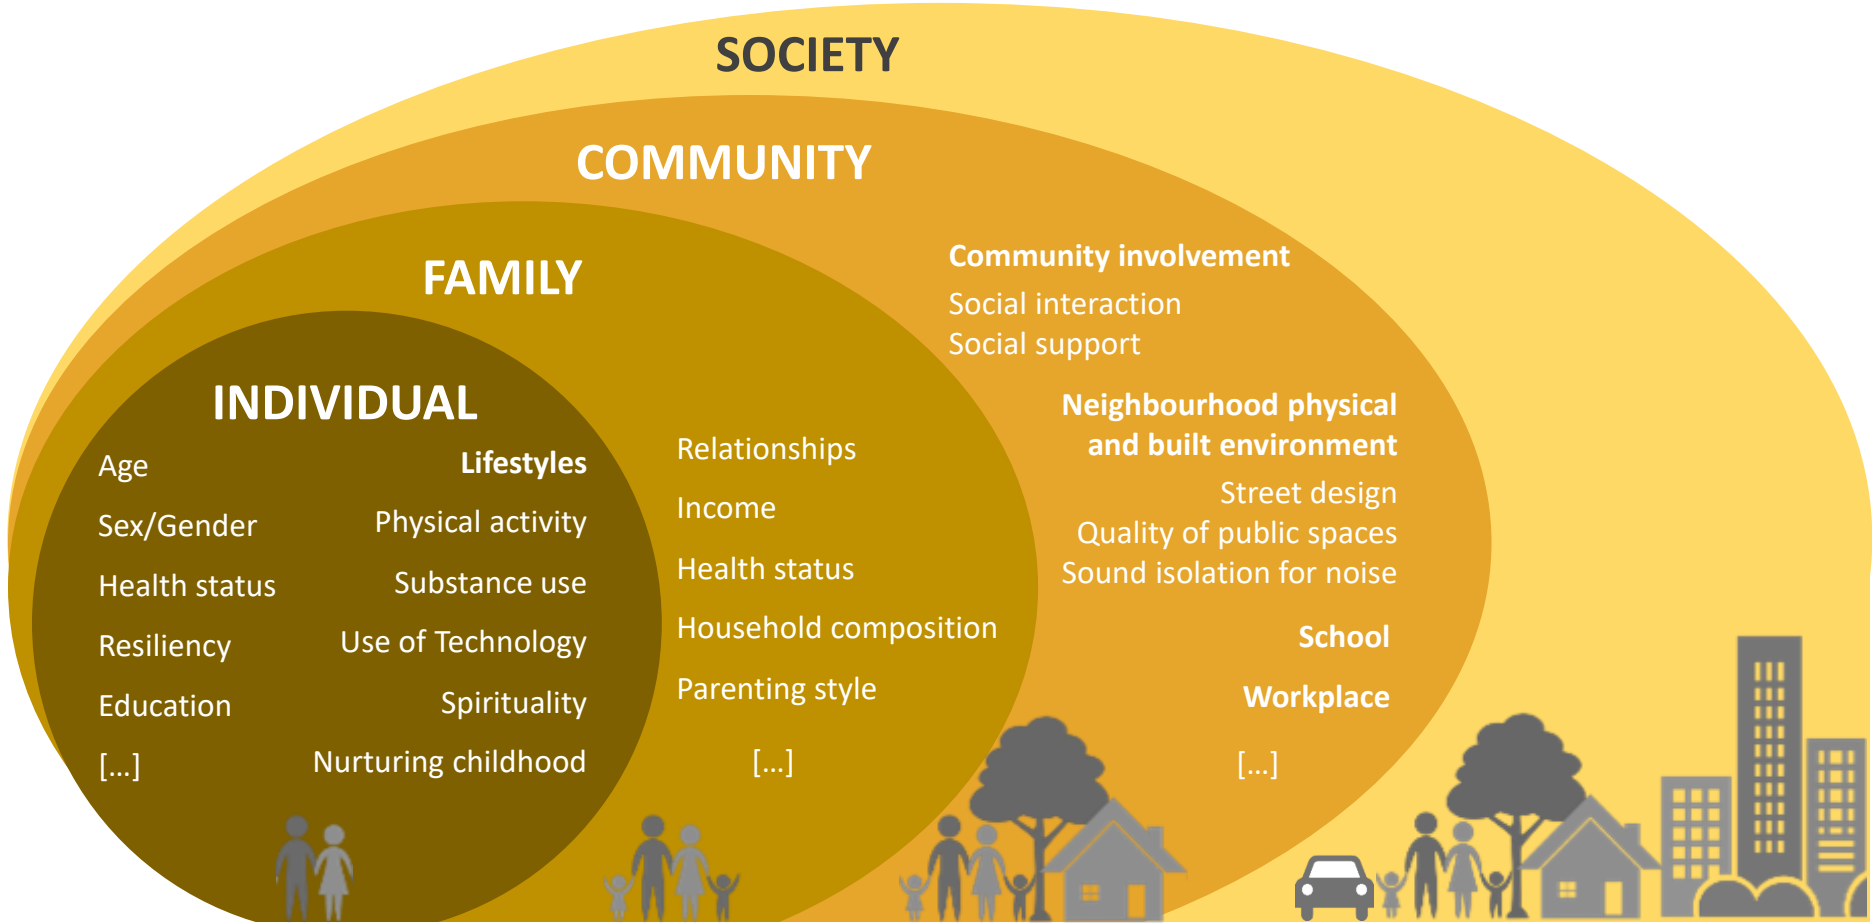 SOCIETY
COMMUNITY
FAMILY
INDIVIDUAL
Age
Sex/Gender
Health status
Resiliency
Education
[...]
Lifestyles
Physical activity
Substance use
Use of Technology
Spirituality
Nurturing childhood
Relationships
Income
Health status
Household composition
Parenting style
[...]
Community involvement
Social interaction
Social support
Neighbourhood physical
and built environment
Street design
Quality of public spaces
Sound isolation for noise
School
Workplace
[...]